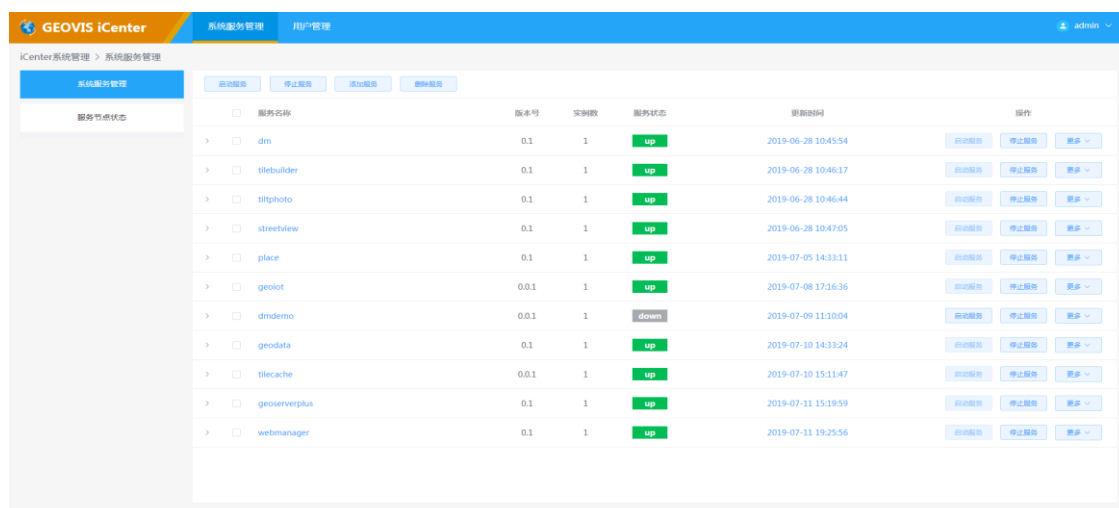 GEOVIS iCenter 系统服务管理 用户管理 admin
iCenter系统管理 > 系统服务管理
系统服务管理 启动服务 停止服务 添加服务 删除服务
服务节点状态
服务名称 版本号 实例数 服务状态 更新时间 操作
dm 0.1 1 up 2019-06-28 10:45:54 启动服务 停止服务 更多
tilebuilder 0.1 1 up 2019-06-28 10:46:17 启动服务 停止服务 更多
tiltphoto 0.1 1 up 2019-06-28 10:46:44 启动服务 停止服务 更多
streetview 0.1 1 up 2019-06-28 10:47:05 启动服务 停止服务 更多
place 0.1 1 up 2019-07-05 14:33:11 启动服务 停止服务 更多
geoiot 0.0.1 1 up 2019-07-08 17:16:36 启动服务 停止服务 更多
dmdemo 0.0.1 1 down 2019-07-09 11:10:04 启动服务 停止服务 更多
geodata 0.1 1 up 2019-07-10 14:33:24 启动服务 停止服务 更多
tilecache 0.0.1 1 up 2019-07-10 15:11:47 启动服务 停止服务 更多
geoserverplus 0.1 1 up 2019-07-11 15:19:59 启动服务 停止服务 更多
webmanager 0.1 1 up 2019-07-11 19:25:56 启动服务 停止服务 更多